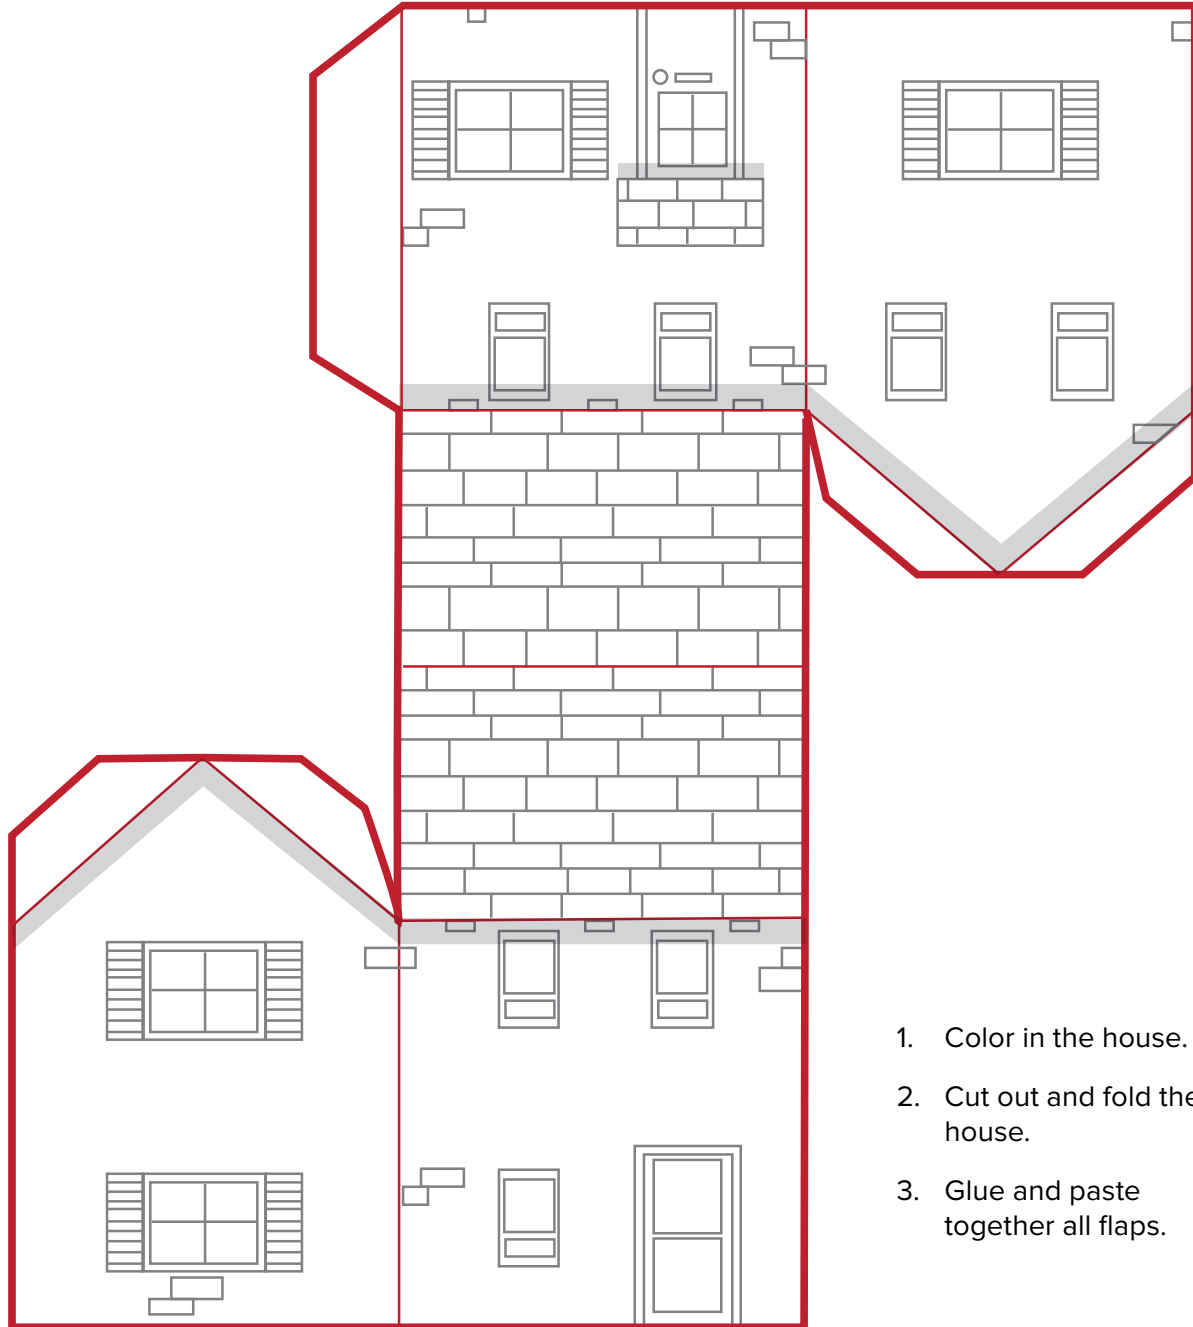 1. Color in the house.
2. Cut out and fold the
house.
3. Glue and paste
together all flaps.